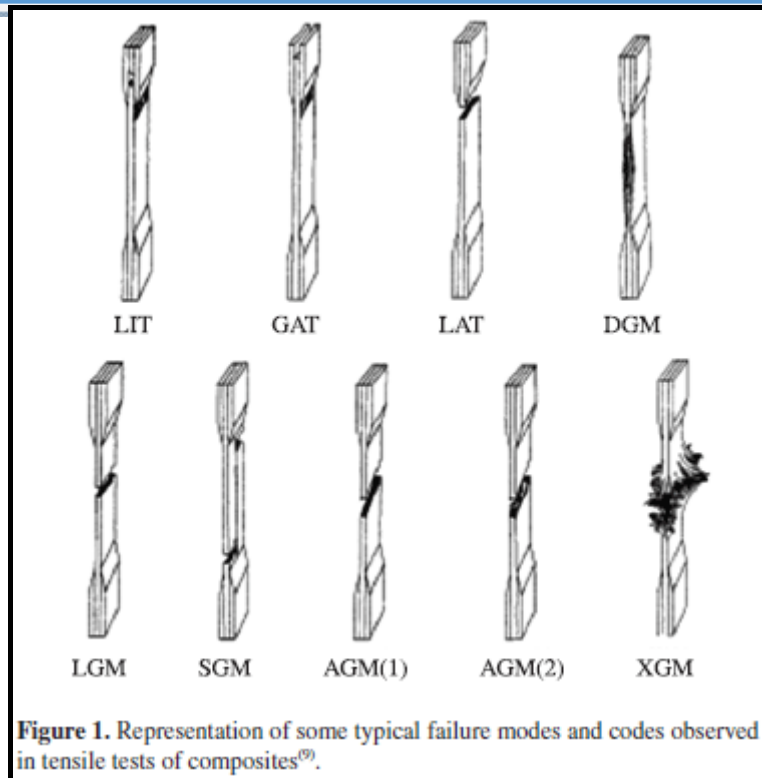 LIT GAT LAT DGM
LGM SGM AGM(1) AGM(2) XGM
Figure 1. Representation of some typical failure modes and codes observed
in tensile tests of composites⁽⁹⁾.